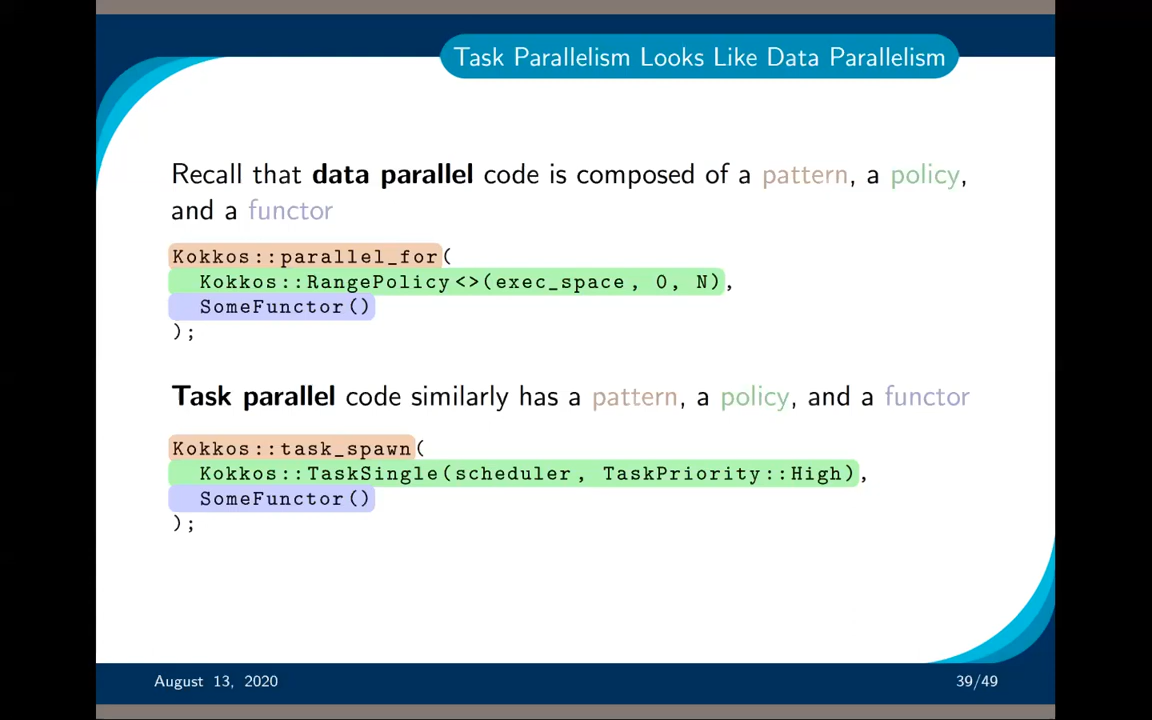 Task Parallelism Looks Like Data Parallelism
Recall that data parallel code is composed of a pattern, a policy,
and a functor
Kokkos::parallel_for(
  Kokkos::RangePolicy<>(exec_space, 0, N),
  SomeFunctor()
);
Task parallel code similarly has a pattern, a policy, and a functor
Kokkos::task_spawn(
  Kokkos::TaskSingle(scheduler, TaskPriority::High),
  SomeFunctor()
);
August 13, 2020 39/49